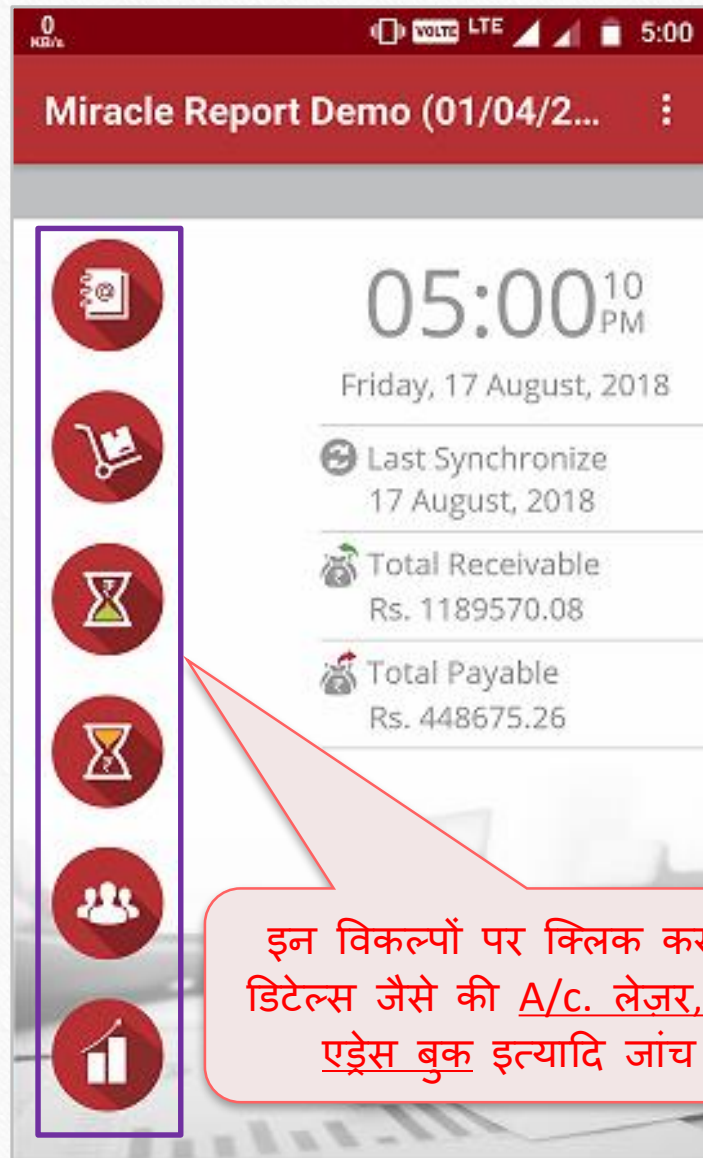 0
KB/s VOLTE LTE 5:00
Miracle Report Demo (01/04/2...
05:00 10
PM
Friday, 17 August, 2018
Last Synchronize
17 August, 2018
Total Receivable
Rs. 1189570.08
Total Payable
Rs. 448675.26
इन विकल्पों पर क्लिक
डिटेल्स जैसे की A/c. लेज़र,
एड्रेस बुक इत्यादि जांच